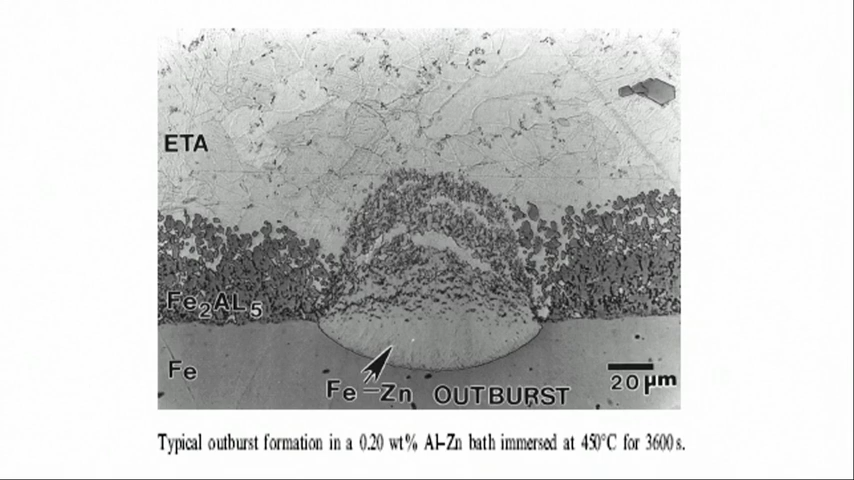 ETA
Fe2AL5
Fe
Fe-Zn OUTBURST
20 μm
Typical outburst formation in a 0.20 wt% Al-Zn bath immersed at 450°C for 3600 s.